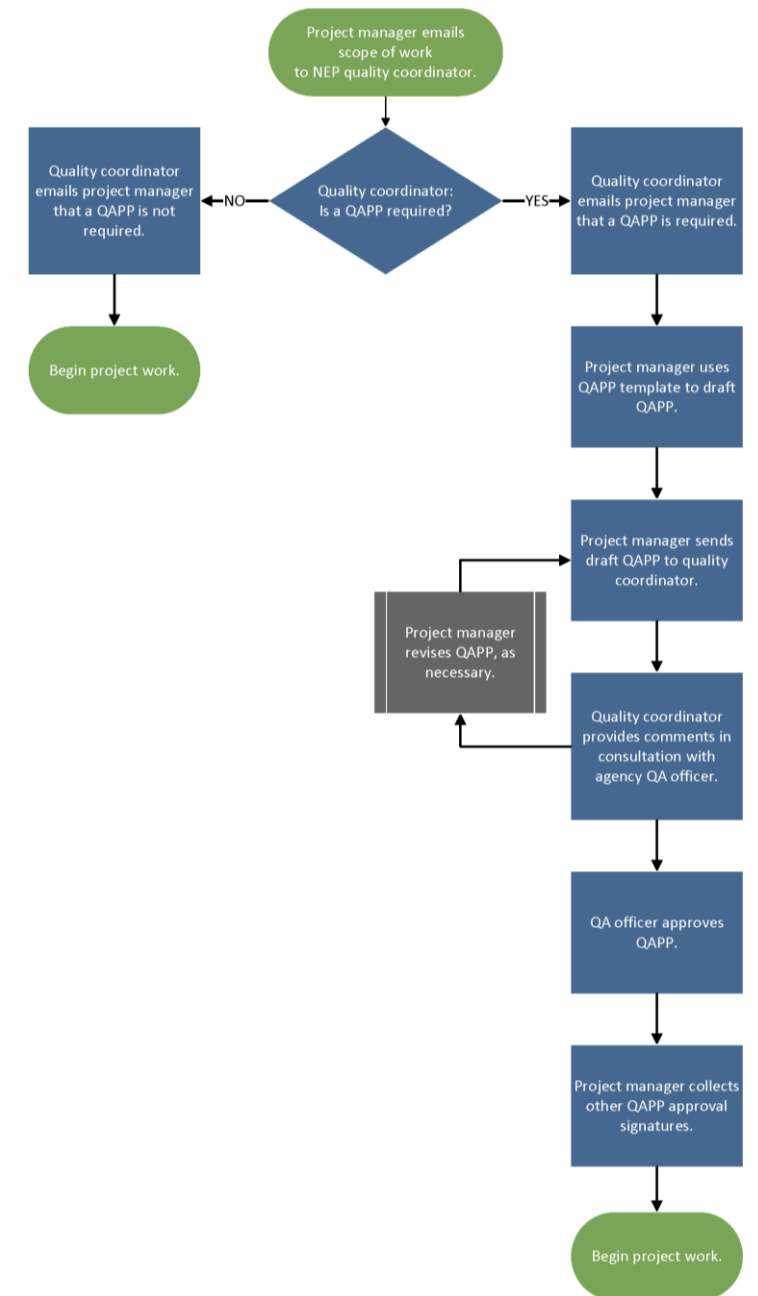 Project manager emails
scope of work
to NEP quality coordinator.
Quality coordinator
emails project manager
that a QAPP is not
required.
NO
Quality coordinator:
Is a QAPP required?
YES
Quality coordinator
emails project manager
that a QAPP is required.
Begin project work.
Project manager uses
QAPP template to draft
QAPP.
Project manager sends
draft QAPP to quality
coordinator.
Project manager
revises QAPP, as
necessary.
Quality coordinator
provides comments in
consultation with
agency QA officer.
QA officer approves
QAPP.
Project manager collects
other QAPP approval
signatures.
Begin project work.